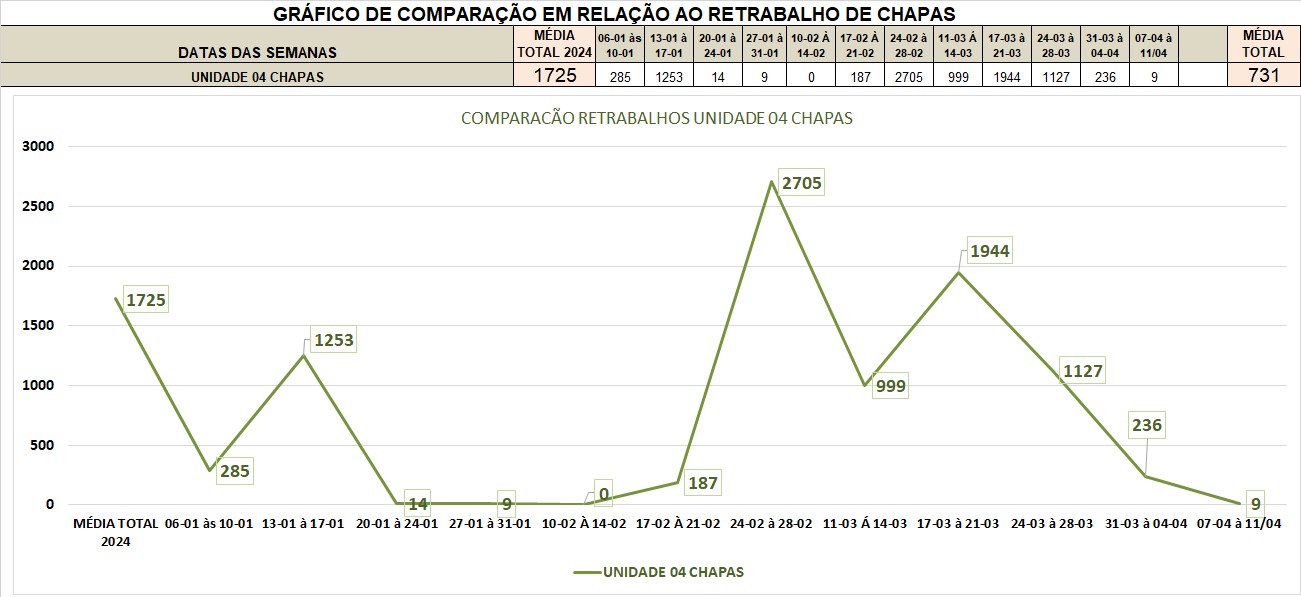 GRÁFICO DE COMPARAÇÃO EM RELAÇÃO AO RETRABALHO DE CHAPAS
DATAS DAS SEMANAS
MÉDIA
TOTAL 2024
06-01 às
10-01
13-01 à
17-01
20-01 à
24-01
27-01 à
31-01
10-02 À
14-02
17-02 À
21-02
24-02 à
28-02
11-03 Á
14-03
17-03 à
21-03
24-03 à
28-03
31-03 à
04-04
07-04 à
11/04
MÉDIA
TOTAL
UNIDADE 04 CHAPAS 1725 285 1253 14 9 0 187 2705 999 1944 1127 236 9 731
COMPARACÃO RETRABALHOS UNIDADE 04 CHAPAS
3000
2500
2000
1500
1000
500
0
1725
285
1253
14
9
0
187
2705
999
1944
1127
236
9
MÉDIA TOTAL
2024
06-01 às 10-01
13-01 à 17-01
20-01 à 24-01
27-01 à 31-01
10-02 À 14-02
17-02 À 21-02
24-02 à 28-02
11-03 Á 14-03
17-03 à 21-03
24-03 à 28-03
31-03 à 04-04
07-04 à 11/04
UNIDADE 04 CHAPAS